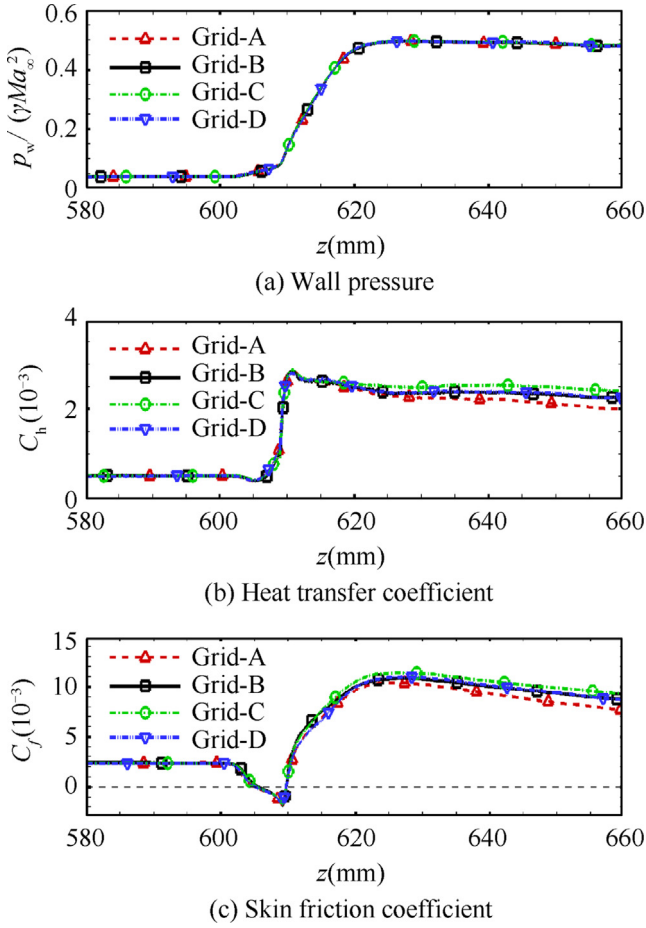 0.6
0.4
0.2
0
p_w / (γMa²_∞)
Grid-A
Grid-B
Grid-C
Grid-D
580 600 620 640 660
z(mm)
(a) Wall pressure
4
2
0
C_h (10⁻³)
Grid-A
Grid-B
Grid-C
Grid-D
580 600 620 640 660
z(mm)
(b) Heat transfer coefficient
15
10
5
0
C_f (10⁻³)
Grid-A
Grid-B
Grid-C
Grid-D
580 600 620 640 660
z(mm)
(c) Skin friction coefficient